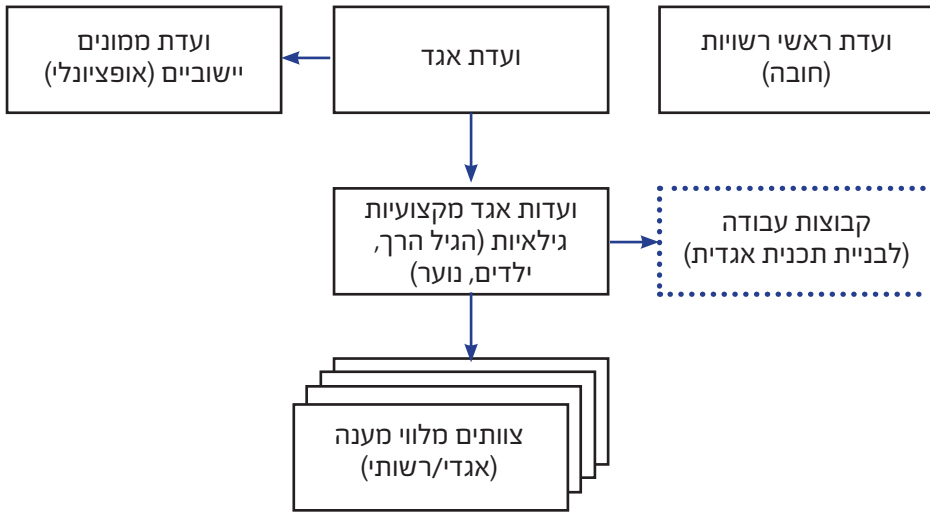 ועדת ראשי רשויות
(חובה)
ועדת אגד
ועדת ממונים
יישוביים (אופציונלי)
ועדות אגד מקצועיות
גילאיות (הגיל הרך,
ילדים, נוער)
קבוצות עבודה
(לבניית תכנית אגדית)
צוותים מלווי מענה
(אגדי/רשותי)